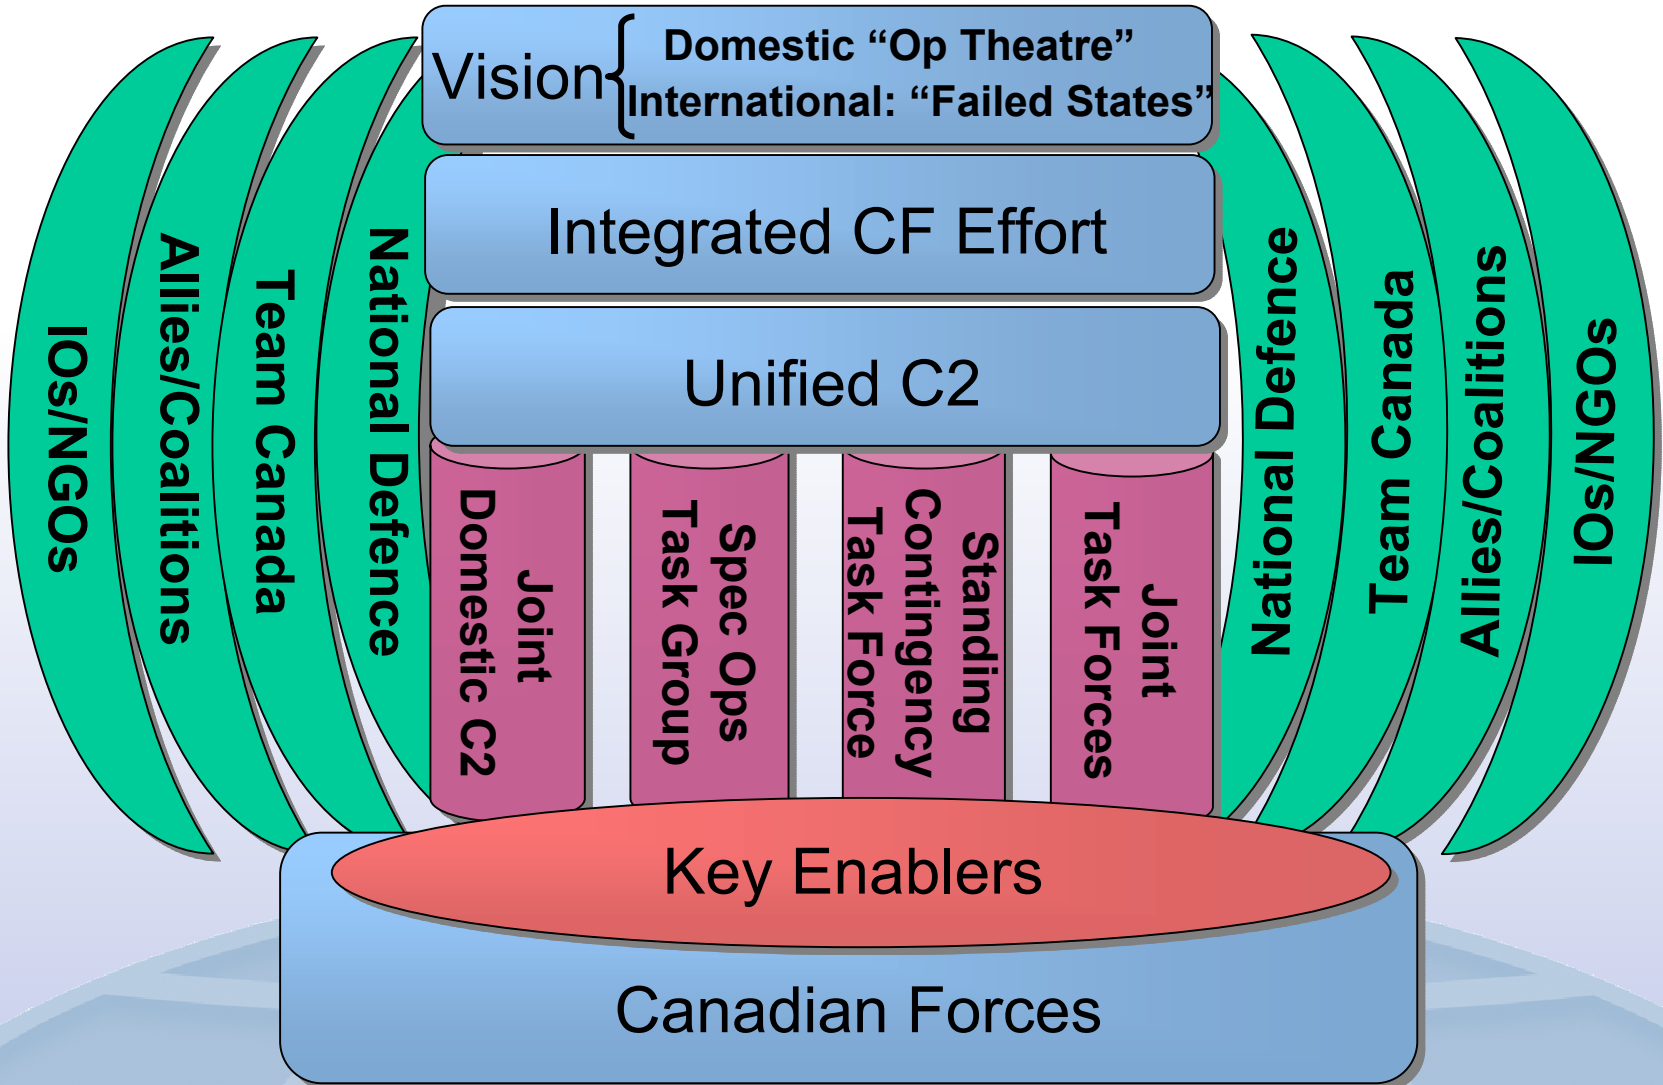 Vision
Domestic “Op Theatre”
International: “Failed States”
Integrated CF Effort
Unified C2
IOs/NGOs
Allies/Coalitions
Team Canada
National Defence
Joint
Domestic C2
Spec Ops
Task Group
Standing
Contingency
Task Force
Joint
Task Forces
National Defence
Team Canada
Allies/Coalitions
IOs/NGOs
Key Enablers
Canadian Forces